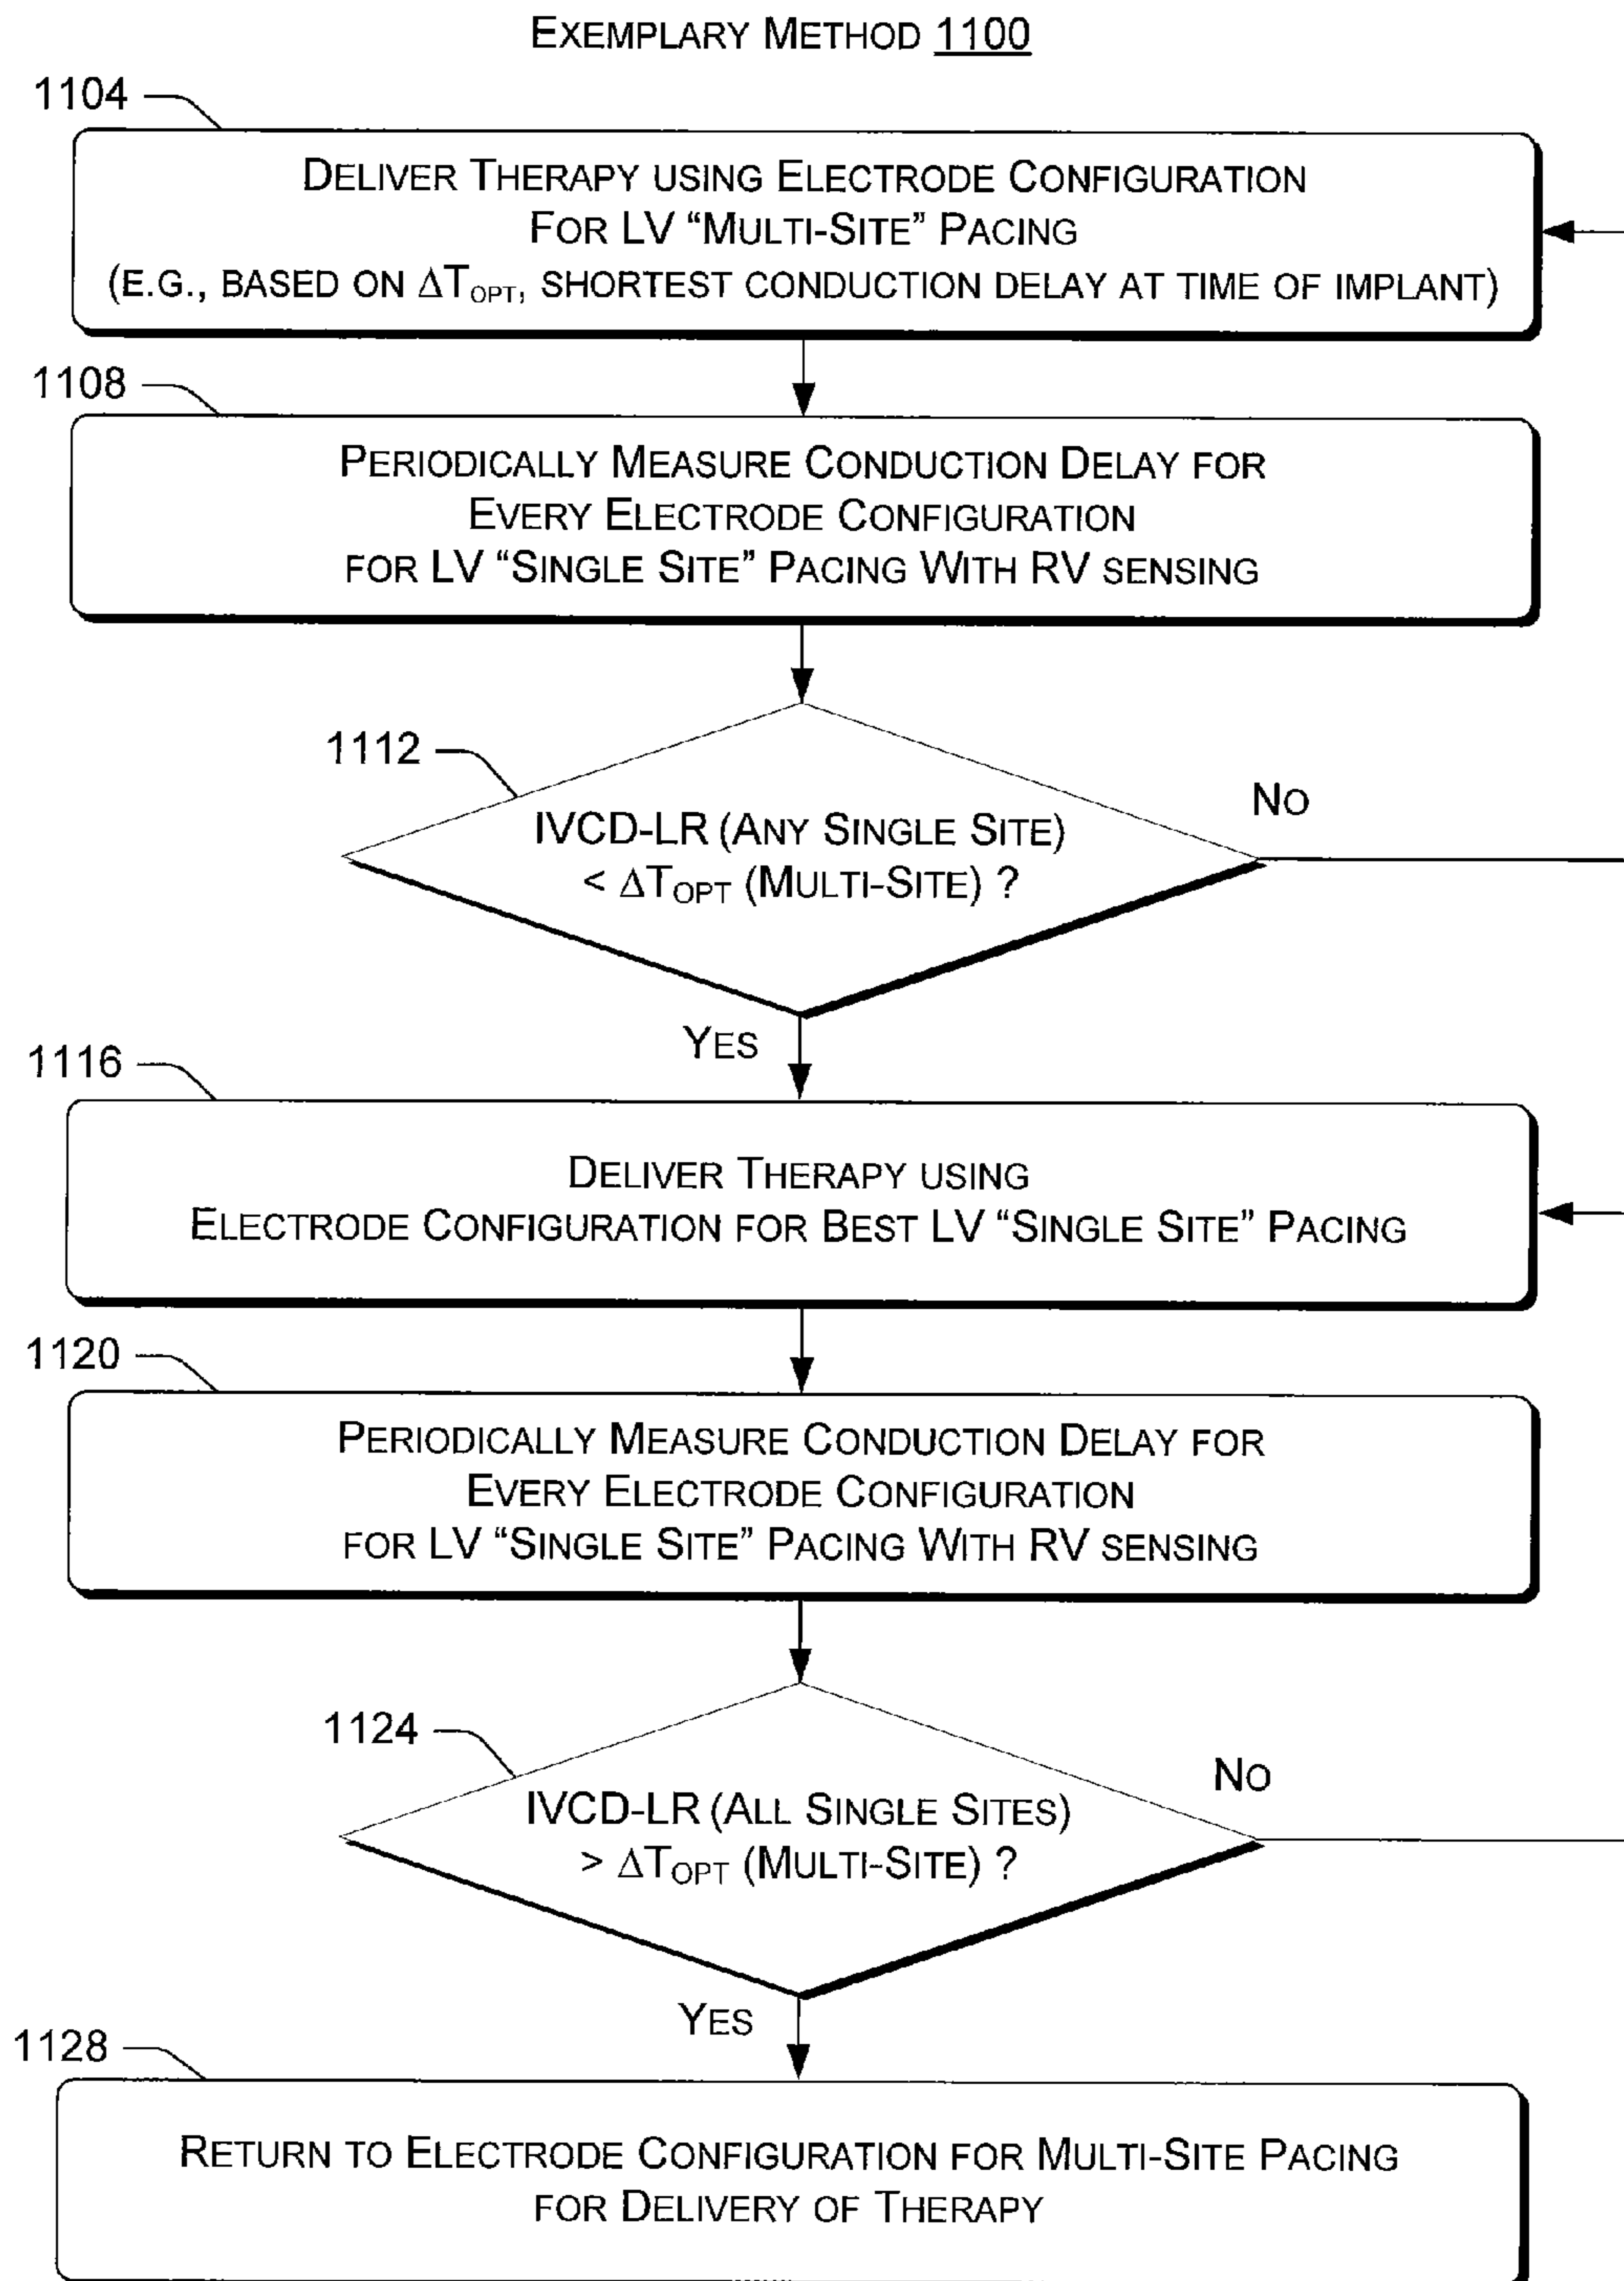 EXEMPLARY METHOD 1100
1104
DELIVER THERAPY USING ELECTRODE CONFIGURATION
FOR LV “MULTI-SITE” PACING
(E.G., BASED ON ΔTOPT, SHORTEST CONDUCTION DELAY AT TIME OF IMPLANT)
1108
PERIODICALLY MEASURE CONDUCTION DELAY FOR
EVERY ELECTRODE CONFIGURATION
FOR LV “SINGLE SITE” PACING WITH RV SENSING
1112
NO
IVCD-LR (ANY SINGLE SITE)
< ΔTOPT (MULTI-SITE) ?
YES
1116
DELIVER THERAPY USING
ELECTRODE CONFIGURATION FOR BEST LV “SINGLE SITE” PACING
1120
PERIODICALLY MEASURE CONDUCTION DELAY FOR
EVERY ELECTRODE CONFIGURATION
FOR LV “SINGLE SITE” PACING WITH RV SENSING
1124
NO
IVCD-LR (ALL SINGLE SITES)
> ΔTOPT (MULTI-SITE) ?
YES
1128
RETURN TO ELECTRODE CONFIGURATION FOR MULTI-SITE PACING
FOR DELIVERY OF THERAPY